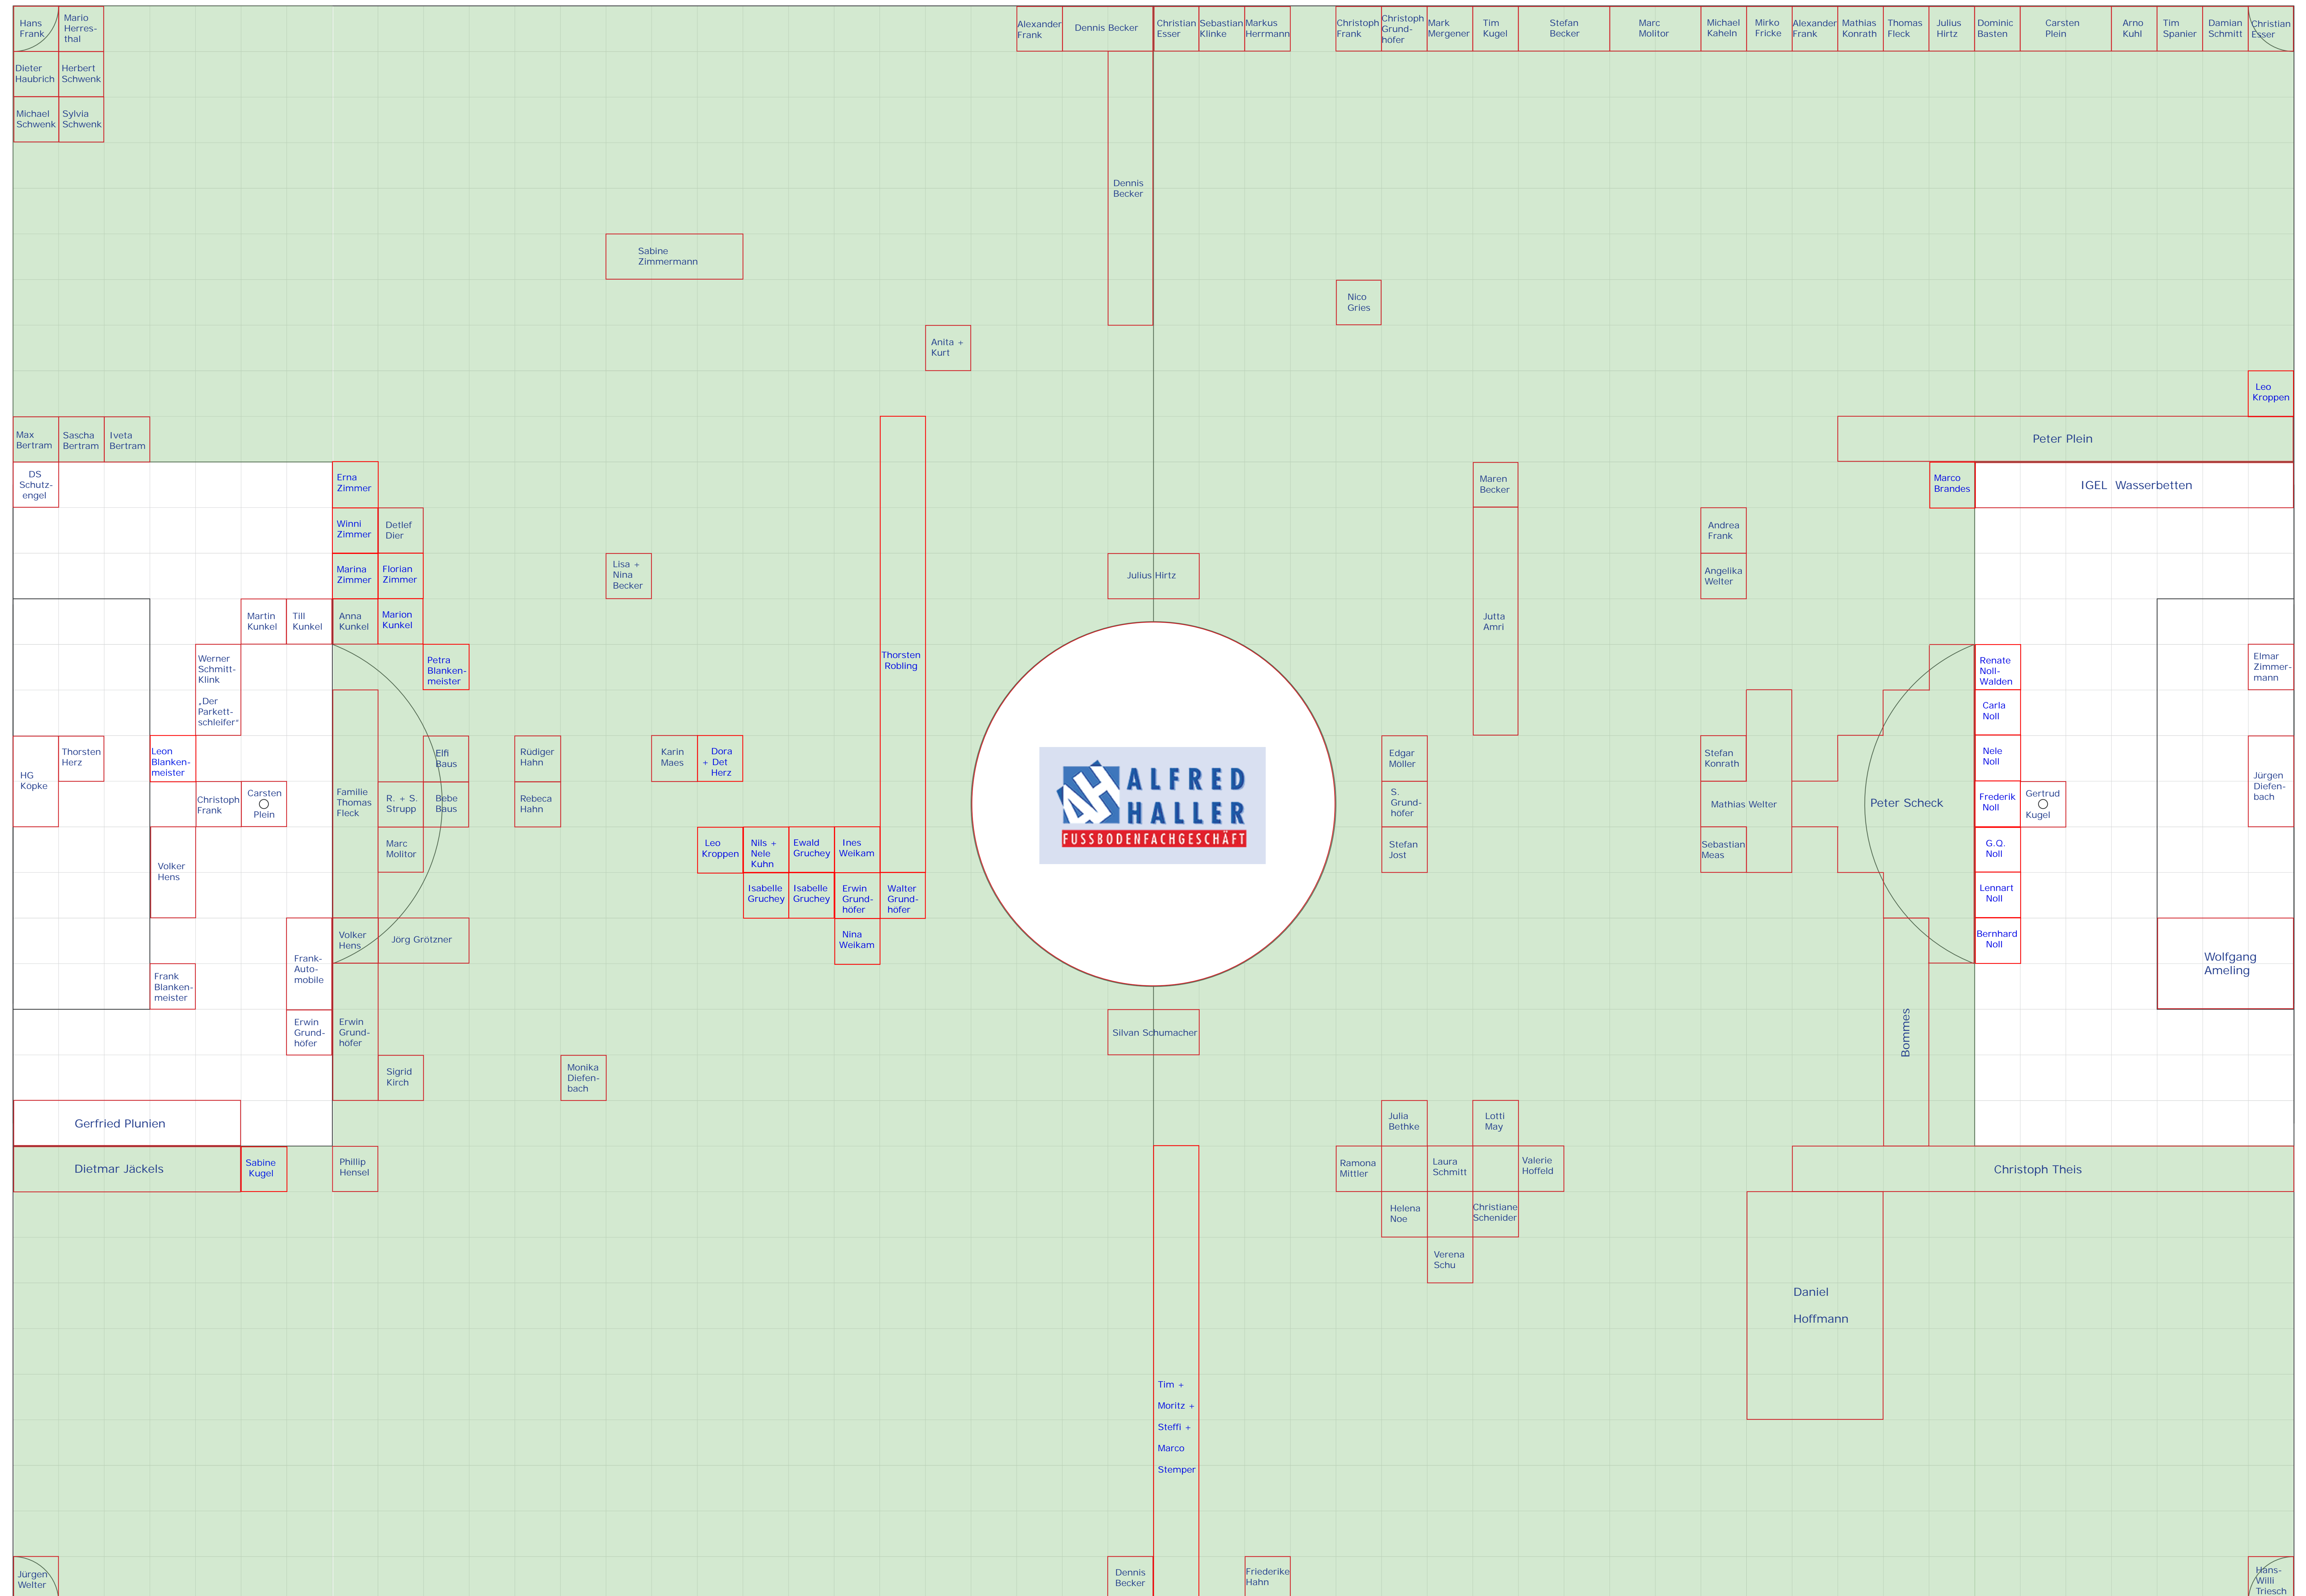 Hans
Frank
Mario
Herres-
thal
Alexander
Frank
Dennis Becker
Christian
Esser
Sebastian
Klinke
Markus
Herrmann
Christoph
Frank
Christoph
Grund-
höfer
Mark
Mergener
Tim
Kugel
Stefan
Becker
Marc
Molitor
Michael
Kaheln
Mirko
Fricke
Alexander
Frank
Mathias
Konrath
Thomas
Fleck
Julius
Hirtz
Dominic
Basten
Carsten
Plein
Arno
Kuhl
Tim
Spanier
Damian
Schmitt
Christian
Esser
Dieter
Haubrich
Herbert
Schwenk
Michael
Schwenk
Sylvia
Schwenk
Dennis
Becker
Sabine
Zimmermann
Nico
Gries
Anita +
Kurt
Leo
Kroppen
Max
Bertram
Sascha
Bertram
Iveta
Bertram
Peter Plein
DS
Schutz-
engel
Erna
Zimmer
Maren
Becker
Marco
Brandes
IGEL Wasserbetten
Winni
Zimmer
Detlef
Dier
Andrea
Frank
Marina
Zimmer
Florian
Zimmer
Lisa +
Nina
Becker
Julius Hirtz
Angelika
Welter
Martin
Kunkel
Till
Kunkel
Anna
Kunkel
Marion
Kunkel
Jutta
Amri
Werner
Schmitt-
Klink
„Der
Parkett-
schleifer“
Petra
Blanken-
meister
Thorsten
Robling
Renate
Noll-
Walden
Elmar
Zimmer-
mann
Carla
Noll
HG
Köpke
Thorsten
Herz
Leon
Blanken-
meister
Elfi
Baus
Rüdiger
Hahn
Karin
Maes
Dora
+ Det
Herz
Edgar
Möller
Stefan
Konrath
Nele
Noll
Jürgen
Diefen-
bach
Christoph
Frank
Carsten
Plein
Familie
Thomas
Fleck
R. + S.
Strupp
Bebe
Baus
Rebeca
Hahn
ALFRED
HALLER
AH
FUSSBODENFACHGESCHÄFT
S.
Grund-
höfer
Mathias Welter
Peter Scheck
Frederik
Noll
Gertrud
Kugel
Volker
Hens
Marc
Molitor
Leo
Kroppen
Nils +
Nele
Kuhn
Ewald
Gruchey
Ines
Weikam
Stefan
Jost
Sebastian
Meas
G.Q.
Noll
Isabelle
Gruchey
Isabelle
Gruchey
Erwin
Grund-
höfer
Walter
Grund-
höfer
Lennart
Noll
Frank-
Auto-
mobile
Volker
Hens
Jörg Grötzner
Nina
Weikam
Bernhard
Noll
Wolfgang
Ameling
Frank
Blanken-
meister
Erwin
Grund-
höfer
Erwin
Grund-
höfer
Silvan Schumacher
Bommes
Sigrid
Kirch
Monika
Diefen-
bach
Gerfried Plunien
Julia
Bethke
Lotti
May
Dietmar Jäckels
Sabine
Kugel
Phillip
Hensel
Ramona
Mittler
Laura
Schmitt
Valerie
Hoffeld
Christoph Theis
Helena
Noe
Christiane
Schenider
Verena
Schu
Daniel
Hoffmann
Tim +
Moritz +
Steffi +
Marco
Stemper
Jürgen
Welter
Dennis
Becker
Friederike
Hahn
Hans-
Willi
Triesch